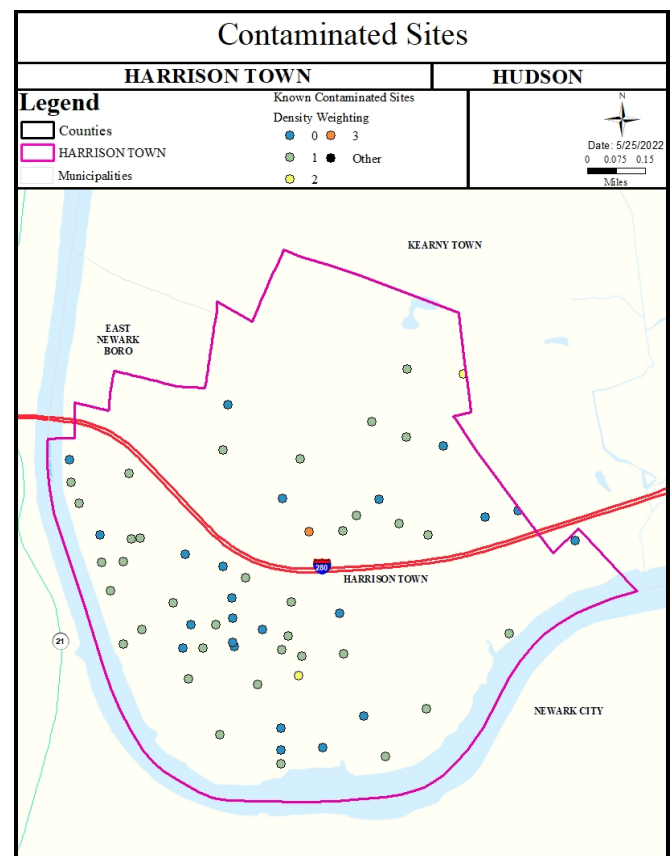 Contaminated Sites
HARRISON TOWN
HUDSON
Legend
Counties
HARRISON TOWN
Municipalities
Known Contaminated Sites
Density Weighting
0
3
1
Other
2
N
Date: 5/25/2022
0 0.075 0.15
Miles
KEARNY TOWN
EAST
NEWARK
BORO
280
HARRISON TOWN
21
NEWARK CITY